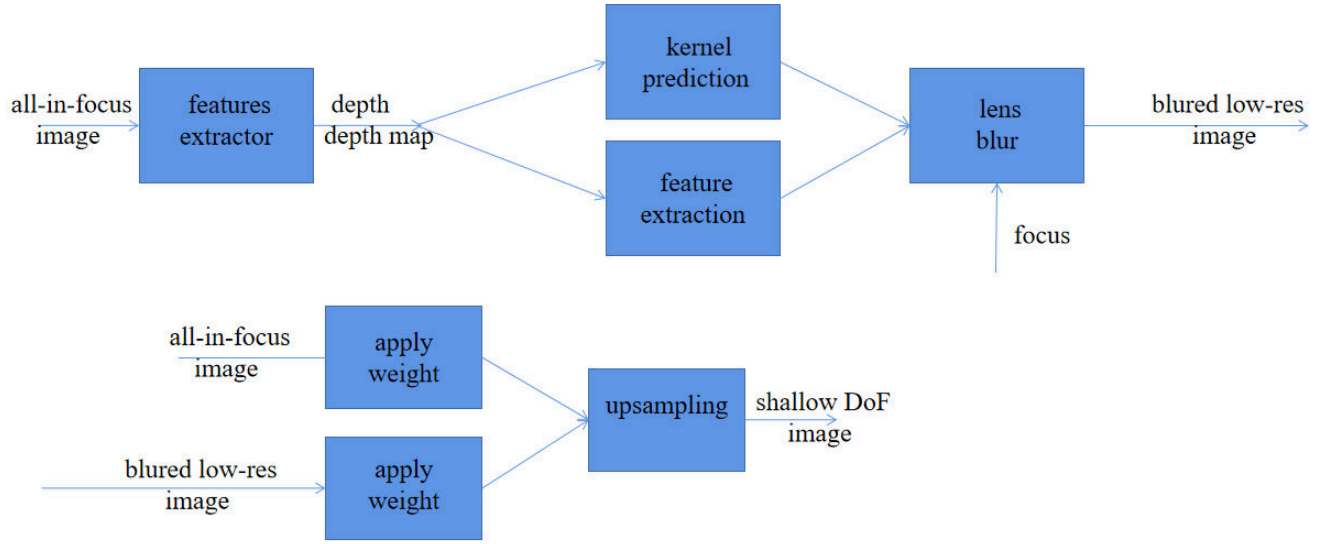 all-in-focus
image
features
extractor
depth
depth map
kernel
prediction
feature
extraction
lens
blur
blured low-res
image
focus
all-in-focus
image
apply
weight
blured low-res
image
apply
weight
upsampling
shallow DoF
image